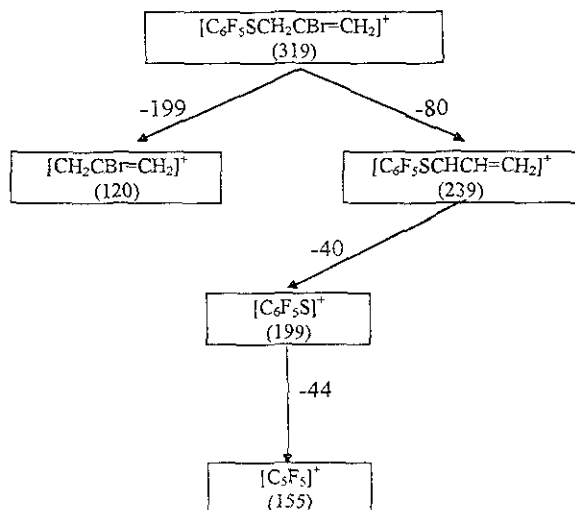 [C₆F₅SCH₂CBr=CH₂]⁺
(319)
-199
-80
[CH₂CBr=CH₂]⁺
(120)
[C₆F₅SCHCH=CH₂]⁺
(239)
-40
[C₆F₅S]⁺
(199)
-44
[C₅F₅]⁺
(155)